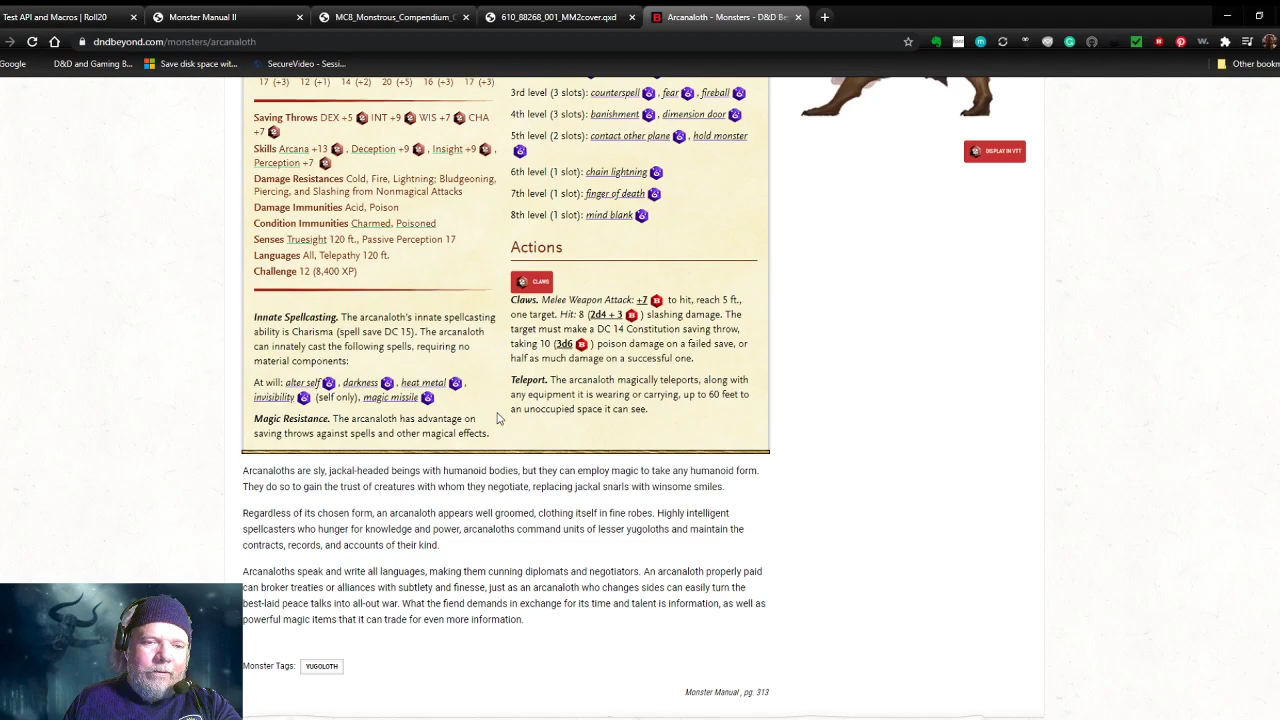 Test API and Macros | Roll20
Monster Manual II
MC8_Monstrous_Compendium_
610_88268_001_MM2cover.qxd
Arcanaloth - Monsters - D&D Be
dndbeyond.com/monsters/arcanaloth
Google
D&D and Gaming B...
Save disk space wit...
SecureVideo - Sessi...
Other bookm
17 (+3) 12 (+1) 14 (+2) 20 (+5) 16 (+3) 17 (+3)
Saving Throws DEX +5 INT +9 WIS +7 CHA
+7
Skills Arcana +13 , Deception +9 , Insight +9 ,
Perception +7
Damage Resistances Cold, Fire, Lightning; Bludgeoning,
Piercing, and Slashing from Nonmagical Attacks
Damage Immunities Acid, Poison
Condition Immunities Charmed, Poisoned
Senses Truesight 120 ft., Passive Perception 17
Languages All, Telepathy 120 ft.
Challenge 12 (8,400 XP)
Innate Spellcasting. The arcanaloth's innate spellcasting
ability is Charisma (spell save DC 15). The arcanaloth
can innately cast the following spells, requiring no
material components:
At will: alter self , darkness , heat metal ,
invisibility (self only), magic missile
Magic Resistance. The arcanaloth has advantage on
saving throws against spells and other magical effects.
3rd level (3 slots): counterspell , fear , fireball
4th level (3 slots): banishment , dimension door
5th level (2 slots): contact other plane , hold monster
6th level (1 slot): chain lightning
7th level (1 slot): finger of death
8th level (1 slot): mind blank
Actions
CLAWS
Claws. Melee Weapon Attack: +7 to hit, reach 5 ft.,
one target. Hit: 8 (2d4 + 3 ) slashing damage. The
target must make a DC 14 Constitution saving throw,
taking 10 (3d6 ) poison damage on a failed save, or
half as much damage on a successful one.
Teleport. The arcanaloth magically teleports, along with
any equipment it is wearing or carrying, up to 60 feet to
an unoccupied space it can see.
DISPLAY IN VTT
Arcanaloths are sly, jackal-headed beings with humanoid bodies, but they can employ magic to take any humanoid form.
They do so to gain the trust of creatures with whom they negotiate, replacing jackal snarls with winsome smiles.
Regardless of its chosen form, an arcanaloth appears well groomed, clothing itself in fine robes. Highly intelligent
spellcasters who hunger for knowledge and power, arcanaloths command units of lesser yugoloths and maintain the
contracts, records, and accounts of their kind.
Arcanaloths speak and write all languages, making them cunning diplomats and negotiators. An arcanaloth properly paid
can broker treaties or alliances with subtlety and finesse, just as an arcanaloth who changes sides can easily turn the
best-laid peace talks into all-out war. What the fiend demands in exchange for its time and talent is information, as well as
powerful magic items that it can trade for even more information.
Monster Tags: YUGOLOTH
Monster Manual , pg. 313